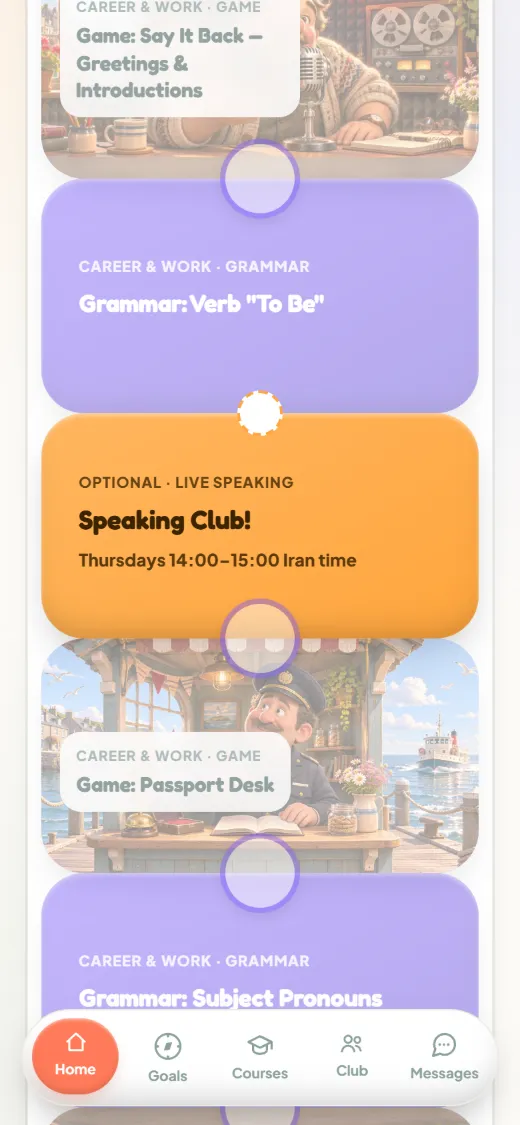 CAREER & WORK · GAME
Game: Say It Back –
Greetings &
Introductions
CAREER & WORK · GRAMMAR
Grammar: Verb "To Be"
OPTIONAL · LIVE SPEAKING
Speaking Club!
Thursdays 14:00–15:00 Iran time
CAREER & WORK · GAME
Game: Passport Desk
CAREER & WORK · GRAMMAR
Grammar: Subject Pronouns
Home
Goals
Courses
Club
Messages